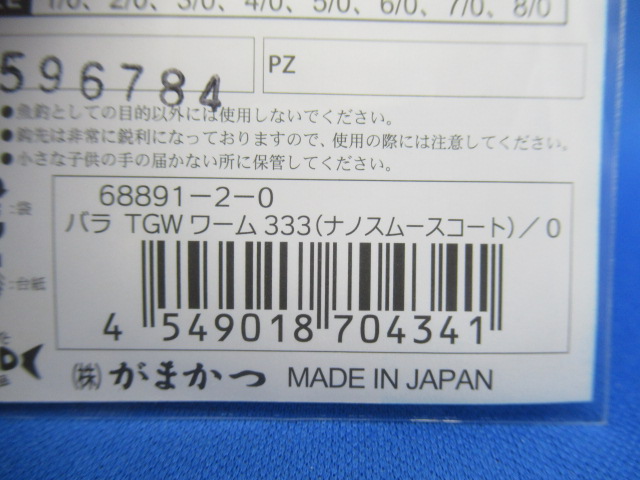 1/0、2/0、3/0、4/0、5/0、6/0、7/0、8/0
596784
PZ
●魚釣としての目的以外には使用しないでください。
●鈎先は非常に鋭利になっておりますので、使用の際には注意してください。
●小さな子供の手の届かない所に保管してください。
:袋
:台紙
68891-2-0
バラ TGWワーム 333(ナノスムースコート)/0
4 549018 704341
(株)がまかつ MADE IN JAPAN